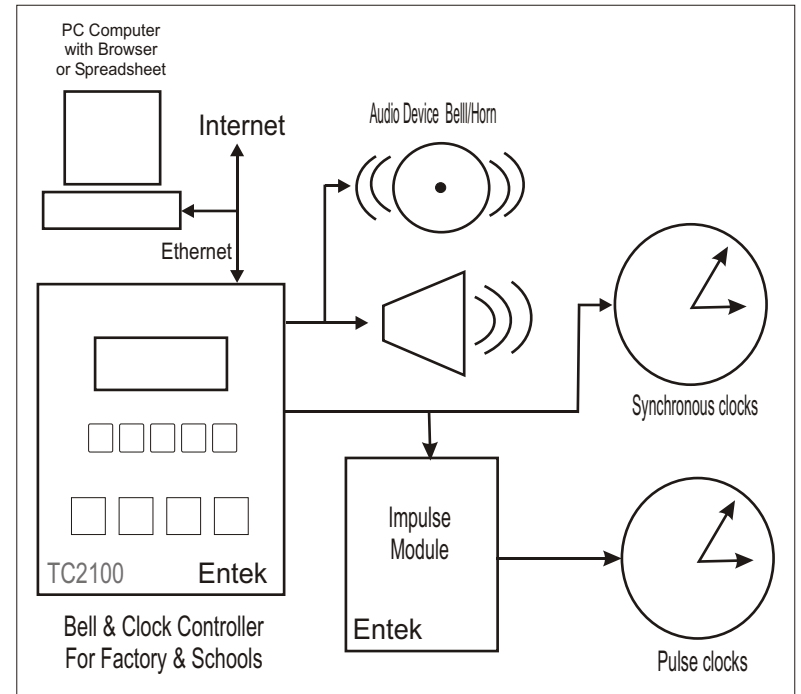 PC Computer
with Browser
or Spreadsheet
Internet
Audio Device Belll/Horn
Ethernet
Synchronous clocks
Impulse
Module
TC2100 Entek
Entek
Bell & Clock Controller
For Factory & Schools
Pulse clocks